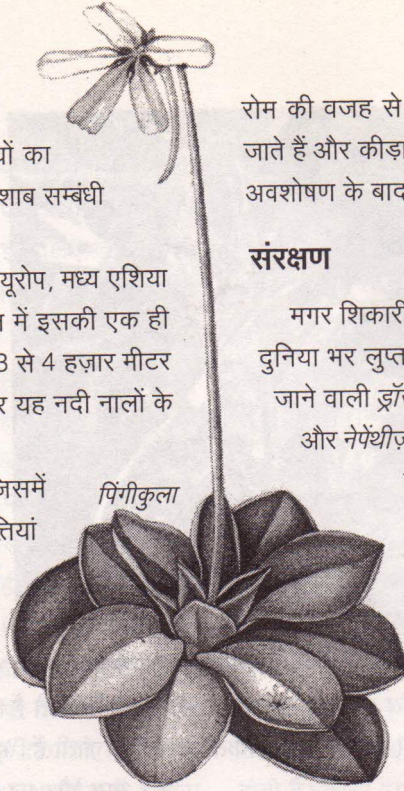 यों का
शाब सम्बंधी
यूरोप, मध्य एशिया
में इसकी एक ही
3 से 4 हज़ार मीटर
यह नदी नालों के
जिसमें
त्तियां
पिंगीकुला
रोम की वजह से
जाते हैं और कीड़ा
अवशोषण के बाद
संरक्षण
मगर शिकारी
दुनिया भर लुप्त
जाने वाली ड्रॉ
और नेपेंथीज़